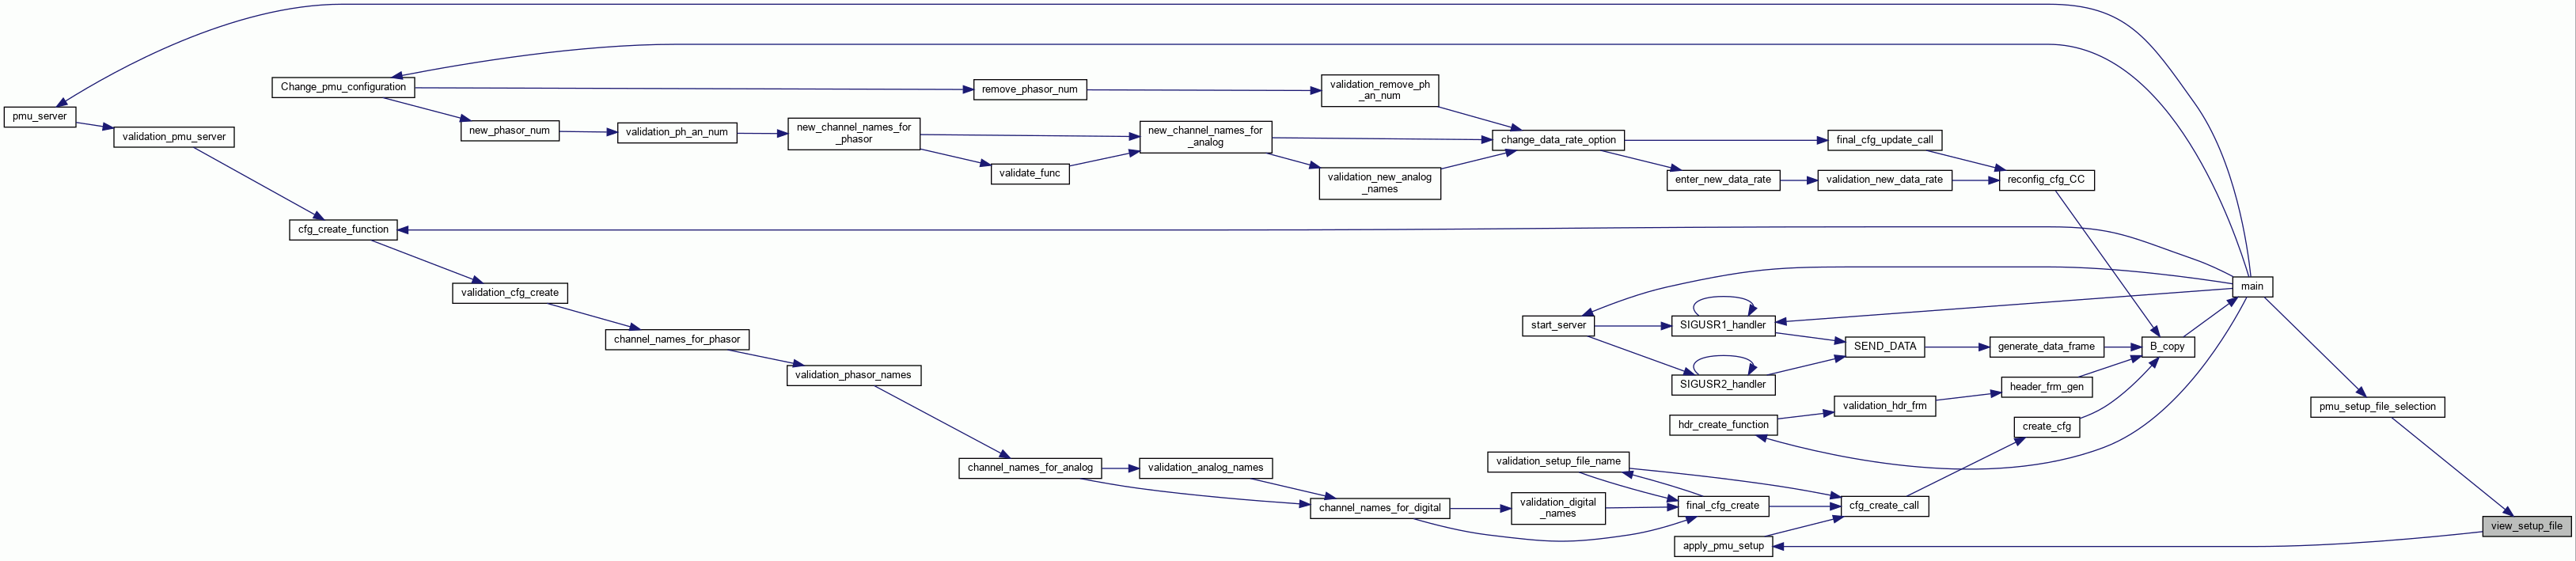 pmu_server
validation_pmu_server
Change_pmu_configuration
remove_phasor_num
validation_remove_ph
_an_num
new_phasor_num
validation_ph_an_num
new_channel_names_for
_phasor
new_channel_names_for
_analog
validate_func
validation_new_analog
_names
change_data_rate_option
final_cfg_update_call
enter_new_data_rate
validation_new_data_rate
reconfig_cfg_CC
cfg_create_function
validation_cfg_create
channel_names_for_phasor
validation_phasor_names
main
start_server
SIGUSR1_handler
SIGUSR2_handler
SEND_DATA
generate_data_frame
B_copy
header_frm_gen
validation_hdr_frm
hdr_create_function
create_cfg
pmu_setup_file_selection
channel_names_for_analog
validation_analog_names
channel_names_for_digital
validation_setup_file_name
validation_digital
_names
final_cfg_create
cfg_create_call
apply_pmu_setup
view_setup_file